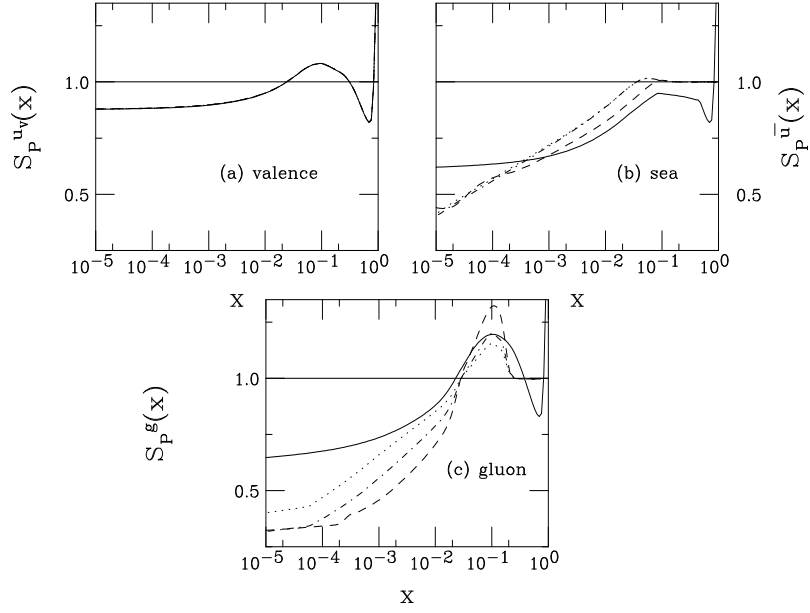 S_P^{u_v}(x)
1.0
0.5
(a) valence
10^{-5} 10^{-4} 10^{-3} 10^{-2} 10^{-1} 10^0
x
S_P^{\bar{u}}(x)
1.0
0.5
(b) sea
10^{-5} 10^{-4} 10^{-3} 10^{-2} 10^{-1} 10^0
x
S_P^g(x)
1.0
0.5
(c) gluon
10^{-5} 10^{-4} 10^{-3} 10^{-2} 10^{-1} 10^0
x